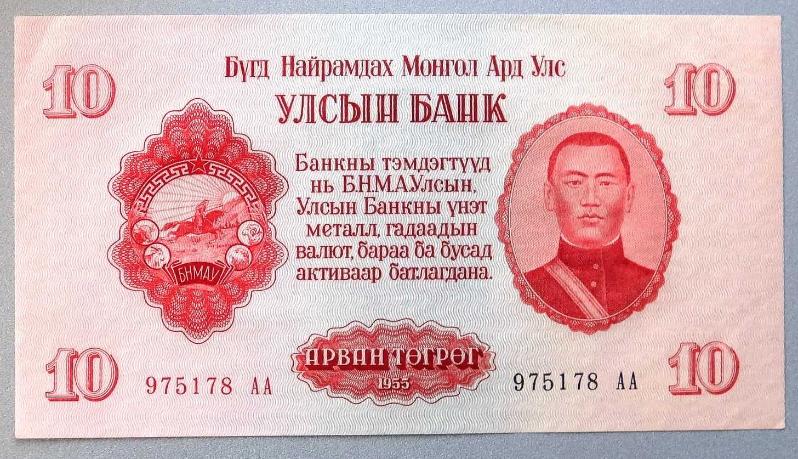 10
Бүгд Найрамдах Монгол Ард Улс
10
УЛСЫН БАНК
Банкны тэмдэгтүүд
нь Б.Н.М.А.Улсын,
Улсын Банкны үнэт
металл, гадаадын
валют, бараа ба бусад
активаар батлагдана.
БНМАУ
10
975178 АА
АРВАН ТӨГРӨГ
1955
975178 АА
10